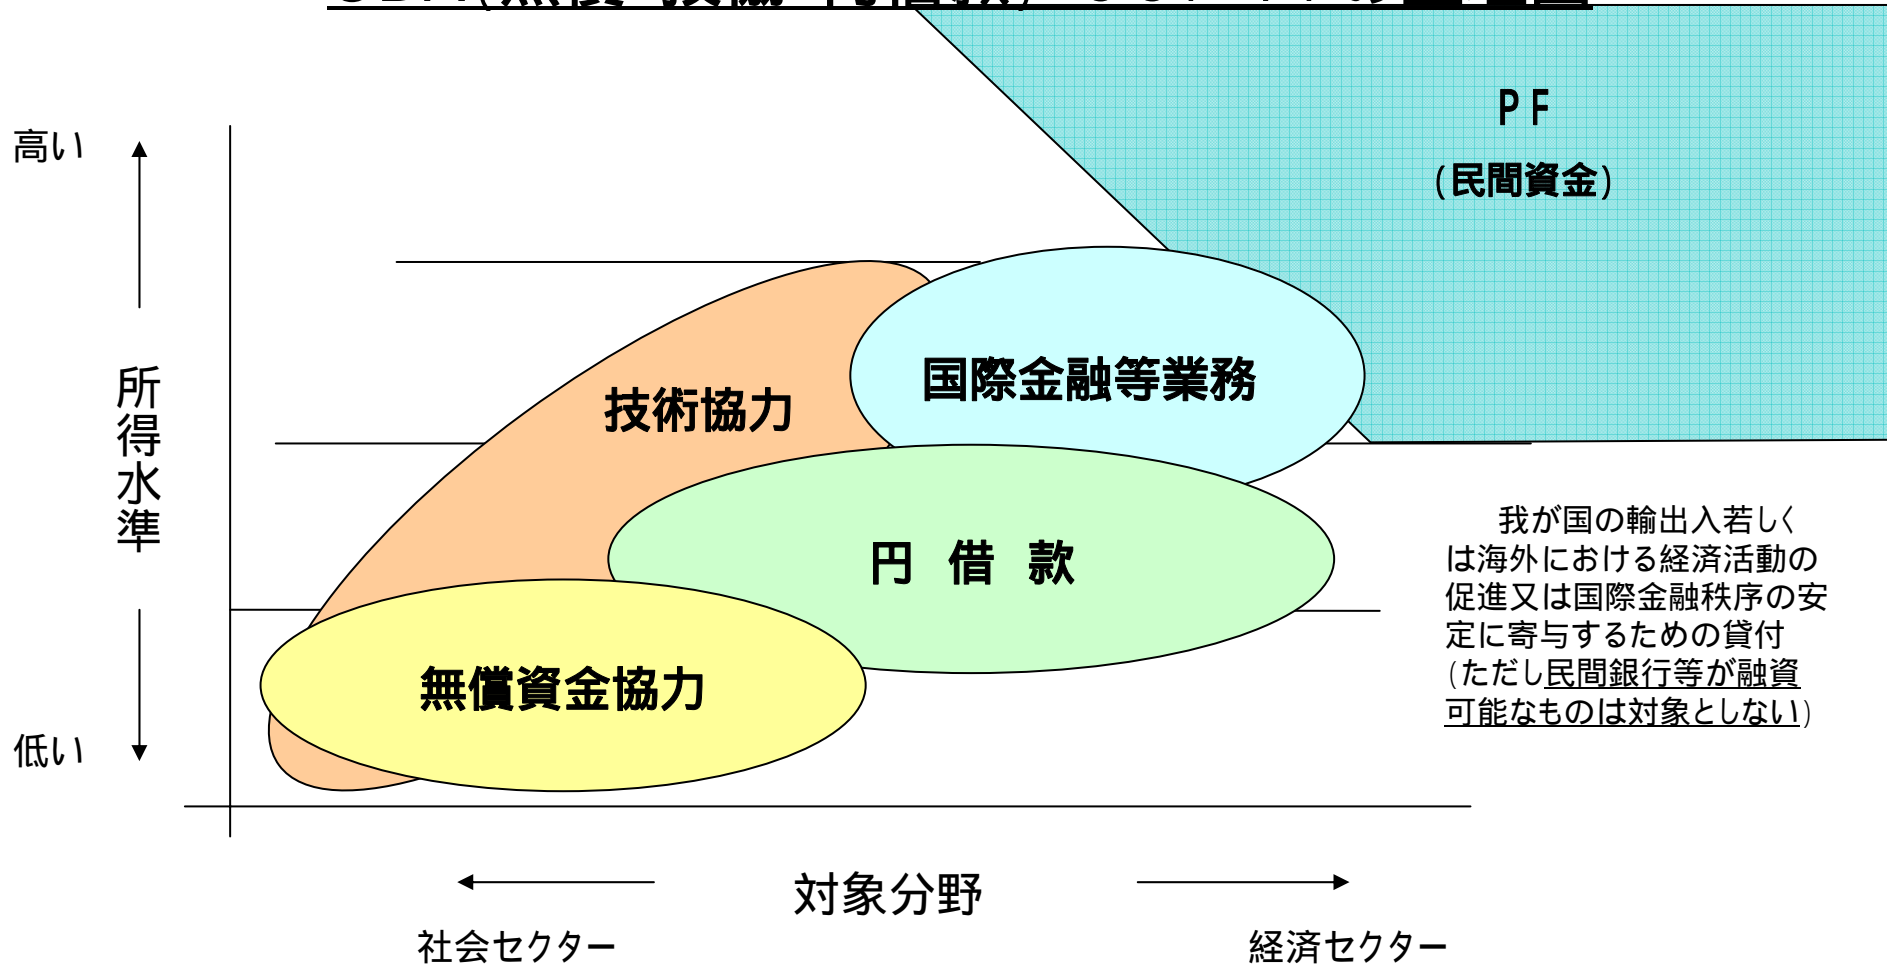 PF
(民間資金)
高い
国際金融等業務
技術協力
所得水準
我が国の輸出入若しく
は海外における経済活動の
促進又は国際金融秩序の安
定に寄与するための貸付
(ただし民間銀行等が融資
可能なものは対象としない)
円 借 款
無償資金協力
低い
対象分野
社会セクター
経済セクター